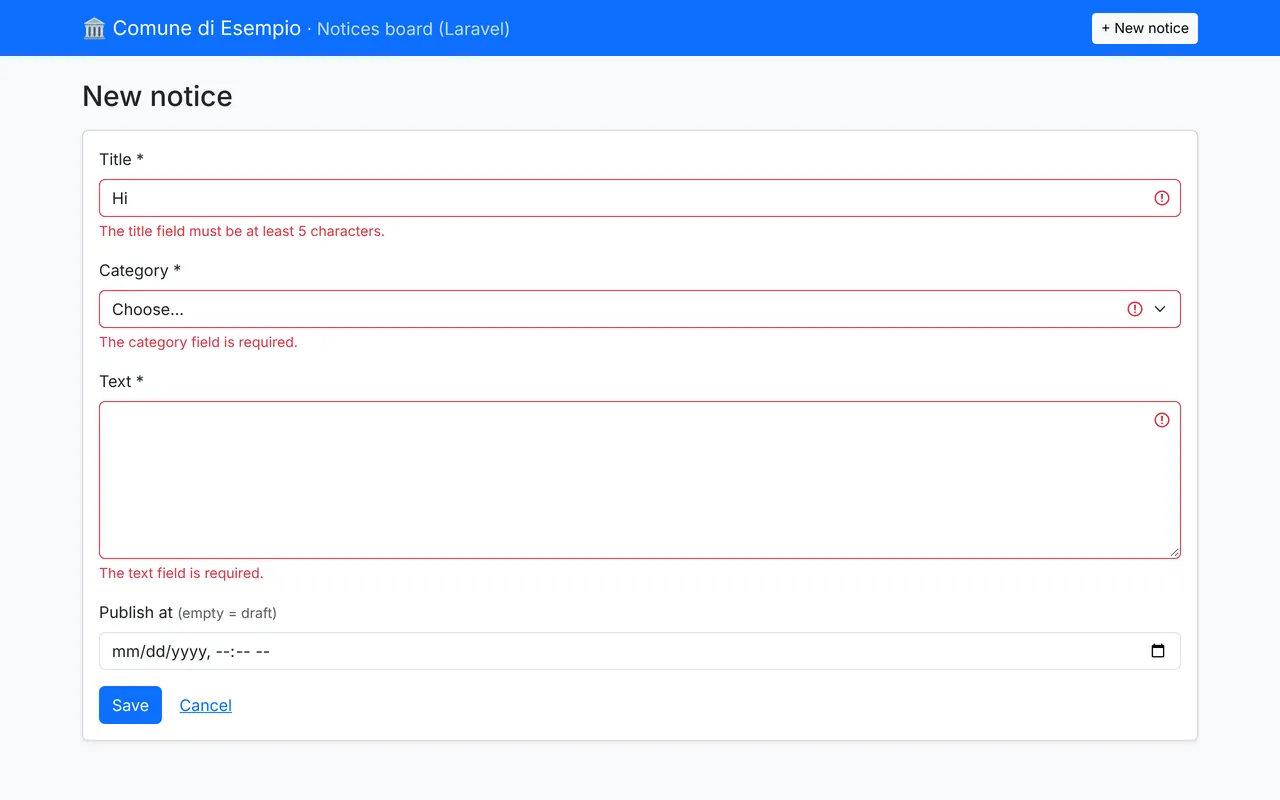 🏛️ Comune di Esempio · Notices board (Laravel)
+ New notice
New notice
Title *
Hi
The title field must be at least 5 characters.
Category *
Choose...
The category field is required.
Text *
The text field is required.
Publish at (empty = draft)
mm/dd/yyyy, --:-- --
Save Cancel